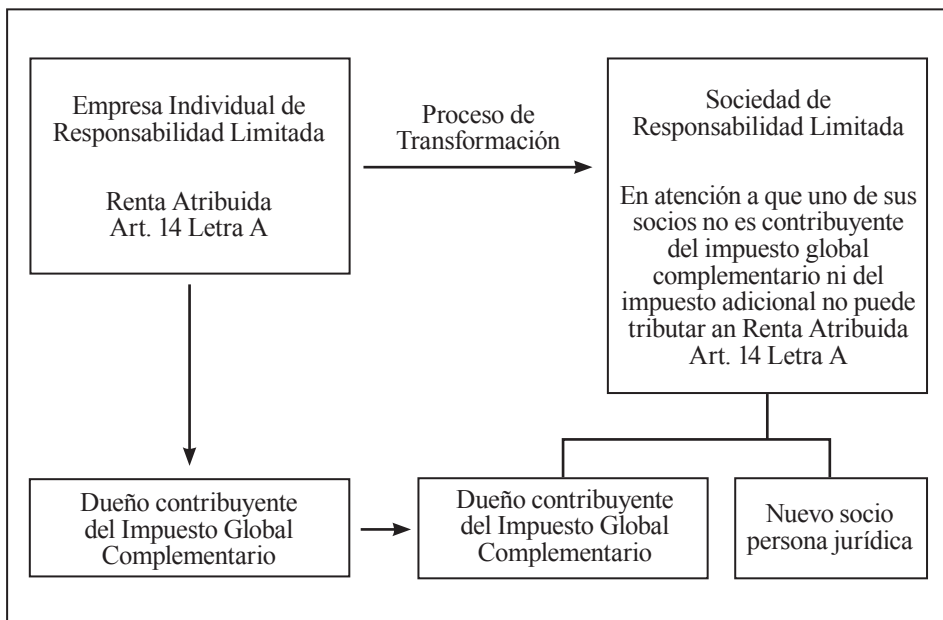 Empresa Individual de
Responsabilidad Limitada
Renta Atribuida
Art. 14 Letra A
Proceso de
Transformación
Sociedad de
Responsabilidad Limitada
En atención a que uno de sus
socios no es contribuyente
del impuesto global
complementario ni del
impuesto adicional no puede
tributar an Renta Atribuida
Art. 14 Letra A
Dueño contribuyente
del Impuesto Global
Complementario
Dueño contribuyente
del Impuesto Global
Complementario
Nuevo socio
persona jurídica